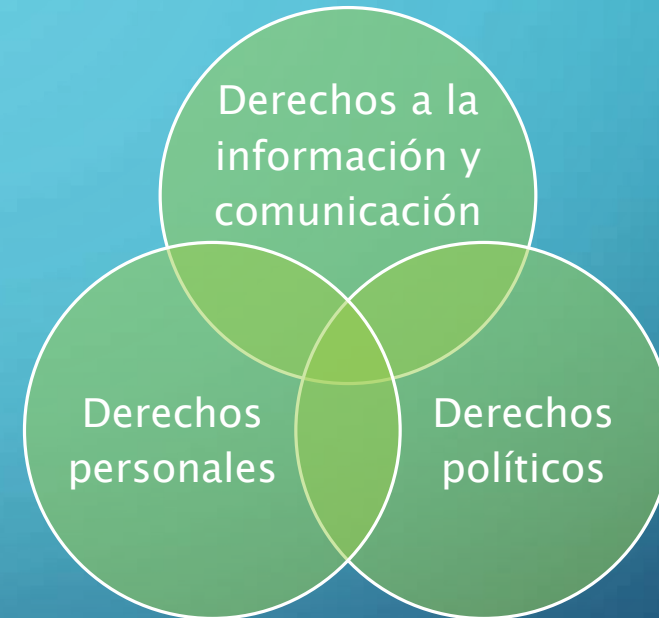 Derechos a la
información y
comunicación
Derechos
personales
Derechos
políticos